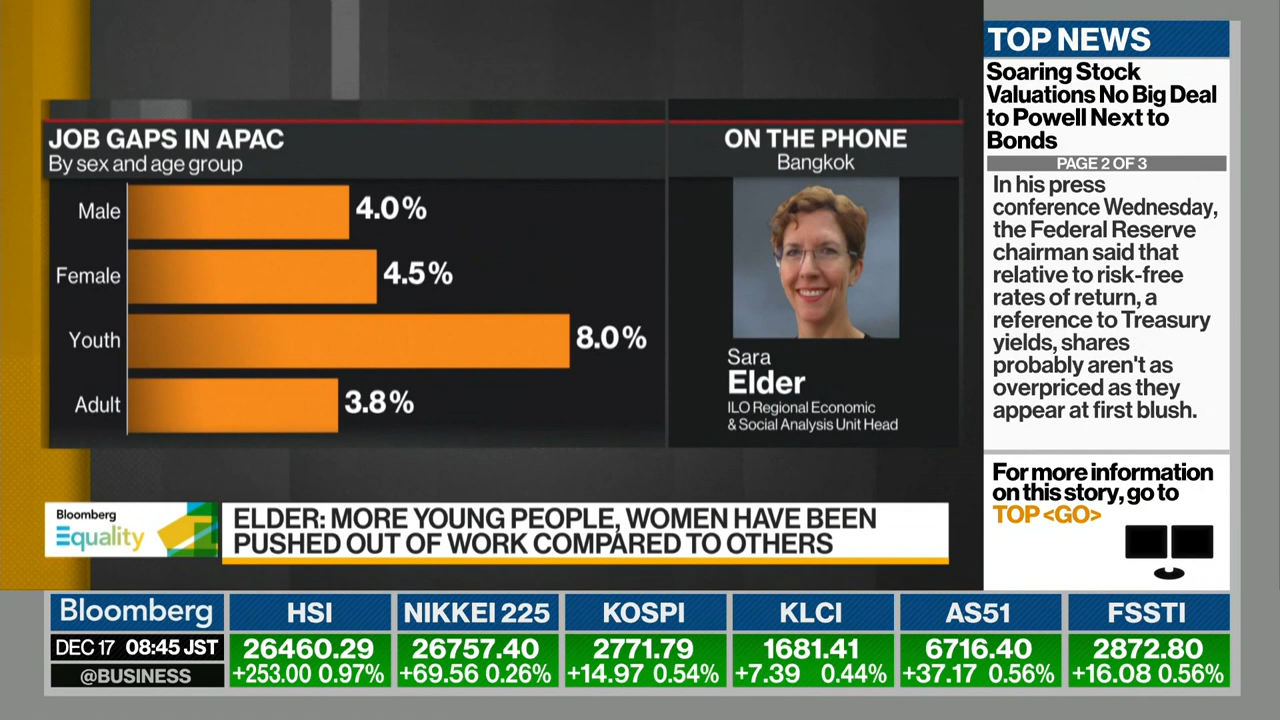 JOB GAPS IN APAC
By sex and age group
Male
4.0%
Female
4.5%
Youth
8.0%
Adult
3.8%
ON THE PHONE
Bangkok
Sara
Elder
ILO Regional Economic
& Social Analysis Unit Head
Bloomberg
Equality
ELDER: MORE YOUNG PEOPLE, WOMEN HAVE BEEN
PUSHED OUT OF WORK COMPARED TO OTHERS
TOP NEWS
Soaring Stock
Valuations No Big Deal
to Powell Next to
Bonds
PAGE 2 OF 3
In his press
conference Wednesday,
the Federal Reserve
chairman said that
relative to risk-free
rates of return, a
reference to Treasury
yields, shares
probably aren't as
overpriced as they
appear at first blush.
For more information
on this story, go to
TOP <GO>
Bloomberg
DEC 17 08:45 JST
@BUSINESS
HSI
26460.29
+253.00 0.97%
NIKKEI 225
26757.40
+69.56 0.26%
KOSPI
2771.79
+14.97 0.54%
KLCI
1681.41
+7.39 0.44%
AS51
6716.40
+37.17 0.56%
FSSTI
2872.80
+16.08 0.56%